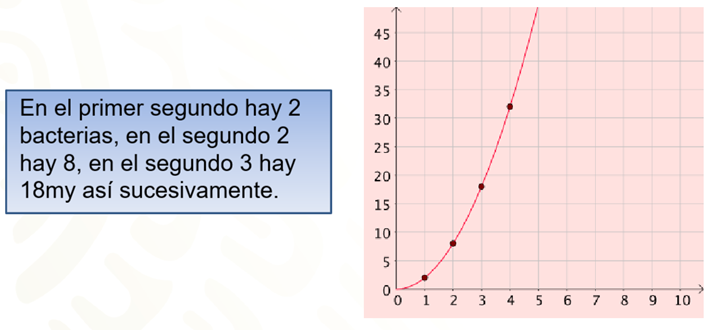 En el primer segundo hay 2
bacterias, en el segundo 2
hay 8, en el segundo 3 hay
18my así sucesivamente.
45
40
35
30
25
20
15
10
5
0
0 1 2 3 4 5 6 7 8 9 10